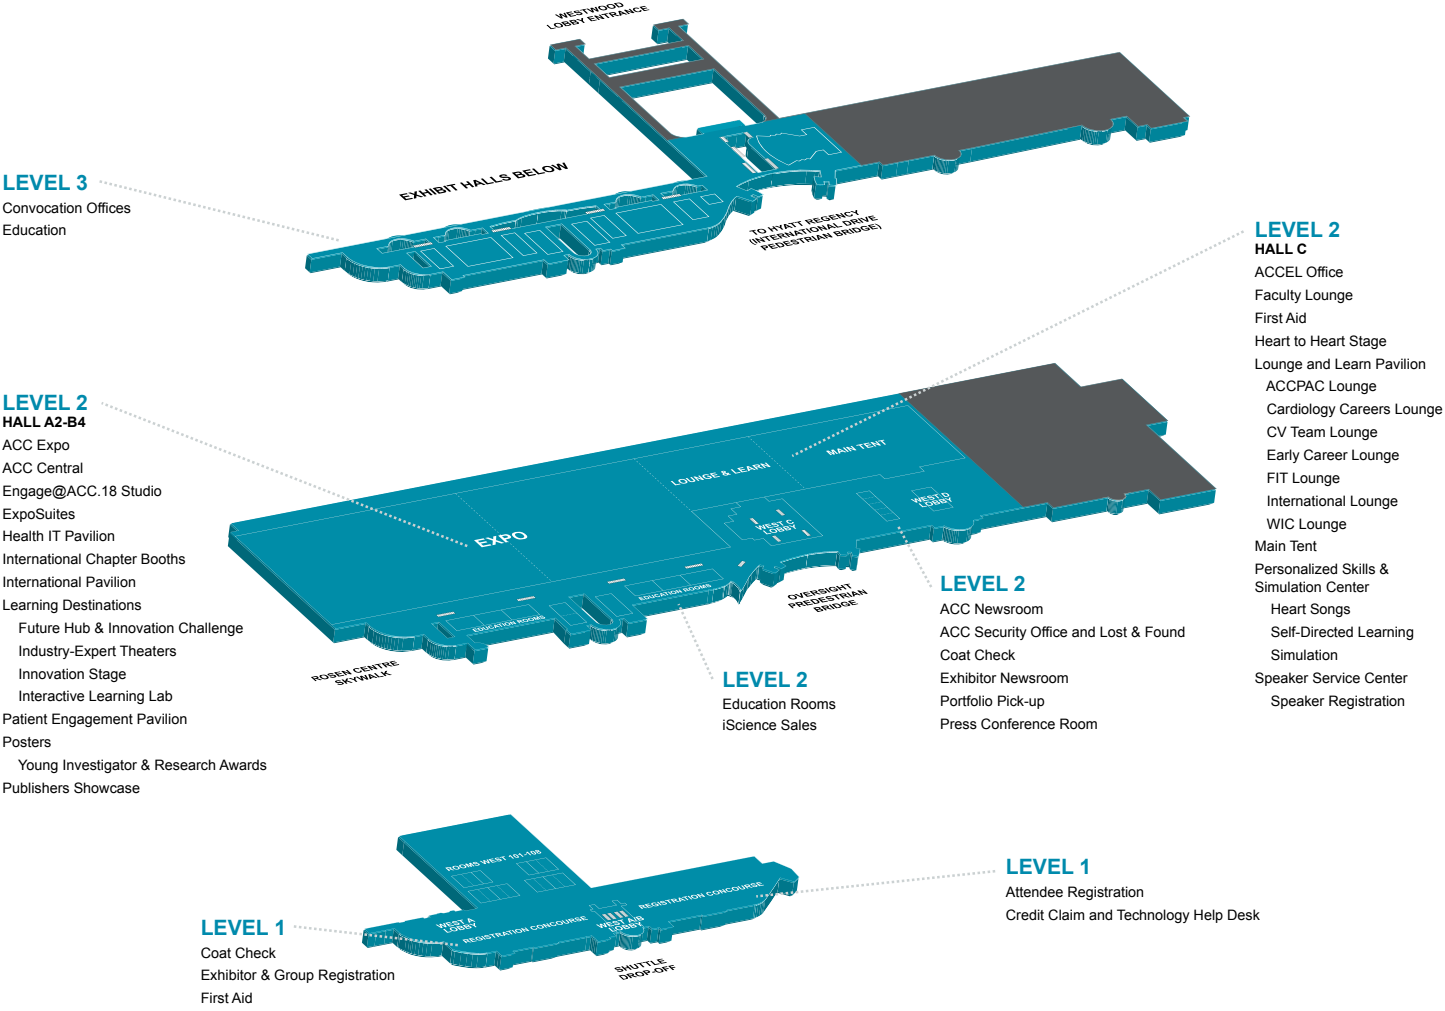 WESTWOOD
LOBBY ENTRANCE
EXHIBIT HALLS BELOW
TO HYATT REGENCY
(INTERNATIONAL DRIVE
PEDESTRIAN BRIDGE)
LEVEL 3
Convocation Offices
Education
LEVEL 2
HALL C
ACCEL Office
Faculty Lounge
First Aid
Heart to Heart Stage
Lounge and Learn Pavilion
ACCPAC Lounge
Cardiology Careers Lounge
CV Team Lounge
Early Career Lounge
FIT Lounge
International Lounge
WIC Lounge
Main Tent
Personalized Skills &
Simulation Center
Heart Songs
Self-Directed Learning
Simulation
Speaker Service Center
Speaker Registration
LEVEL 2
HALL A2-B4
ACC Expo
ACC Central
Engage@ACC.18 Studio
ExpoSuites
Health IT Pavilion
International Chapter Booths
International Pavilion
Learning Destinations
Future Hub & Innovation Challenge
Industry-Expert Theaters
Innovation Stage
Interactive Learning Lab
Patient Engagement Pavilion
Posters
Young Investigator & Research Awards
Publishers Showcase
MAIN TENT
LOUNGE & LEARN
WEST D
LOBBY
WEST C
LOBBY
EXPO
EDUCATION ROOMS
EDUCATION ROOMS
OVERSIGHT
PREDESTRIAN
BRIDGE
ROSEN CENTRE
SKYWALK
LEVEL 2
ACC Newsroom
ACC Security Office and Lost & Found
Coat Check
Exhibitor Newsroom
Portfolio Pick-up
Press Conference Room
LEVEL 2
Education Rooms
iScience Sales
ROOMS WEST 101-108
REGISTRATION CONCOURSE
WEST A/B
LOBBY
WEST A
LOBBY
REGISTRATION CONCOURSE
SHUTTLE
DROP-OFF
LEVEL 1
Attendee Registration
Credit Claim and Technology Help Desk
LEVEL 1
Coat Check
Exhibitor & Group Registration
First Aid